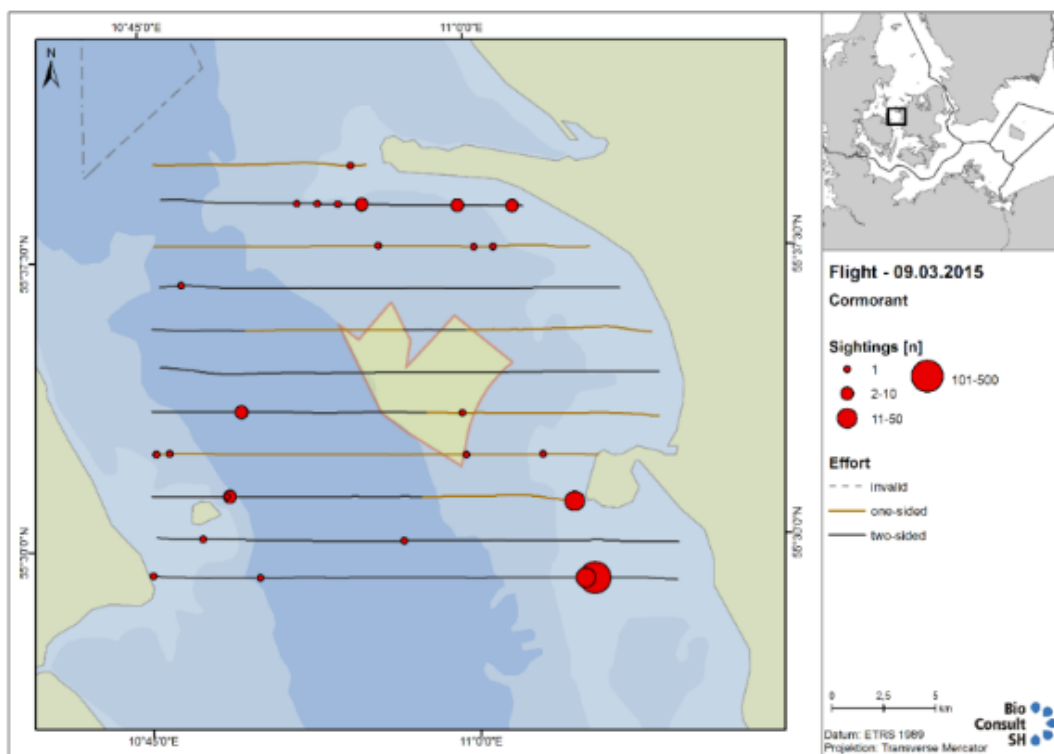 10°45'0"E
11°0'0"E
N
55°37'30"N
55°37'30"N
55°30'0"N
55°30'0"N
10°45'0"E
11°0'0"E
Flight - 09.03.2015
Cormorant
Sightings [n]
1
101-500
2-10
11-50
Effort
invalid
one-sided
two-sided
0 2,5 5
km
Datum: ETRS 1989
Projektion: Transverse Mercator
Bio
Consult
SH